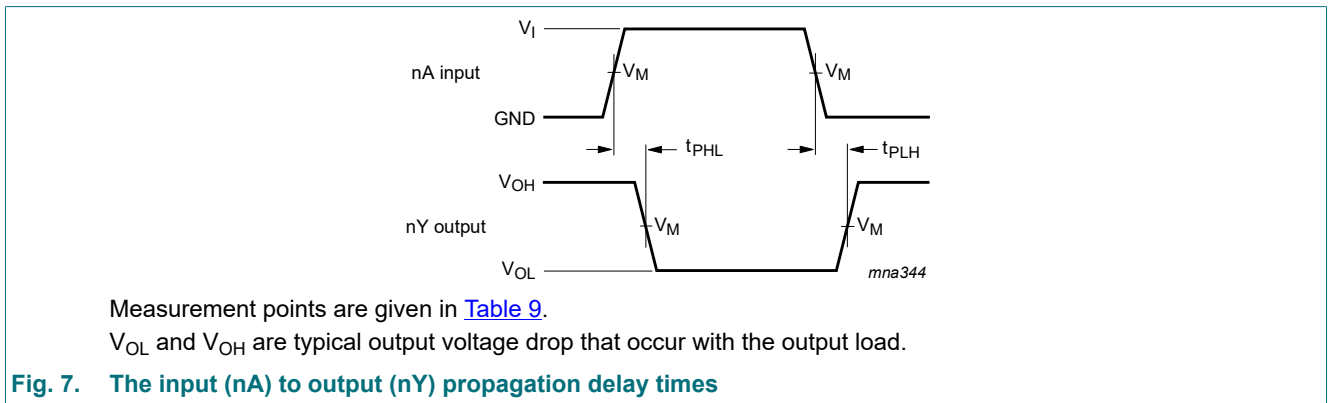 V_I
nA input
V_M
V_M
GND
t_PHL
t_PLH
V_OH
nY output
V_M
V_M
V_OL
mna344
Measurement points are given in Table 9.
V_OL and V_OH are typical output voltage drop that occur with the output load.
Fig. 7. The input (nA) to output (nY) propagation delay times